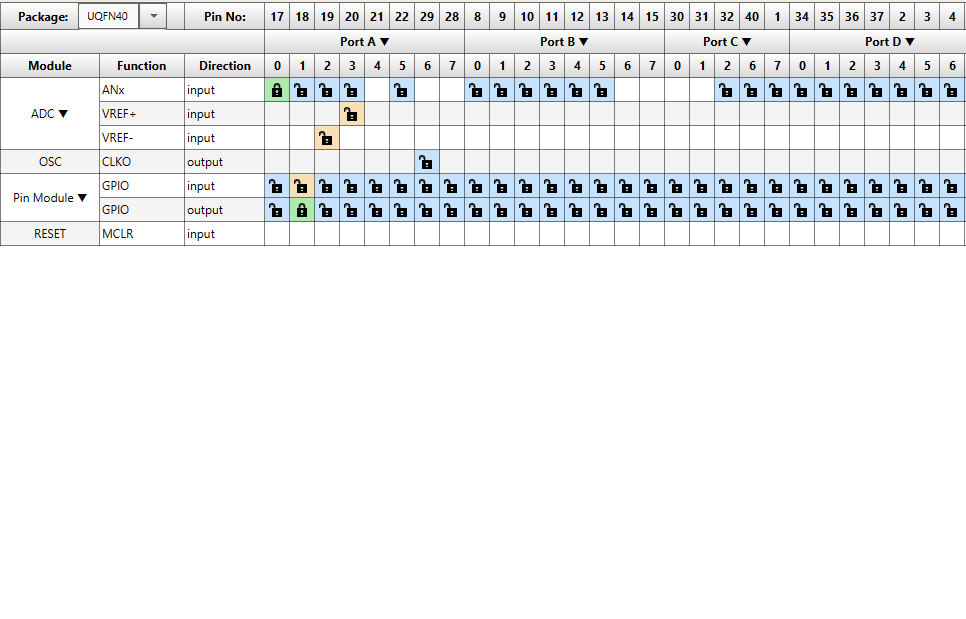 Package: UQFN40 Pin No: 17 18 19 20 21 22 29 28 8 9 10 11 12 13 14 15 30 31 32 40 1 34 35 36 37 2 3 4
Port A ▼ Port B ▼ Port C ▼ Port D ▼
Module Function Direction 0 1 2 3 4 5 6 7 0 1 2 3 4 5 6 7 0 1 2 6 7 0 1 2 3 4 5 6
ADC ▼ ANx input
VREF+ input
VREF- input
OSC CLKO output
Pin Module ▼ GPIO input
GPIO output
RESET MCLR input